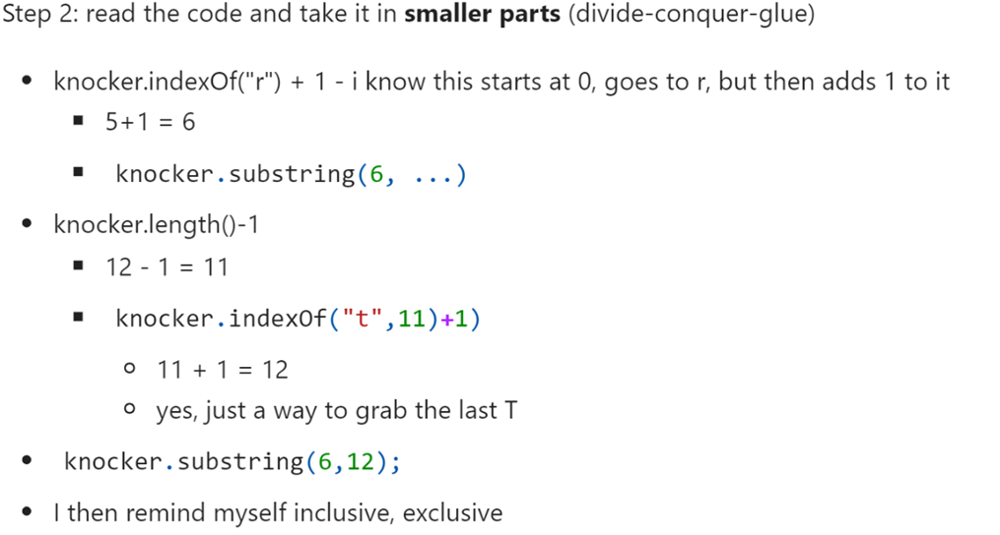 Step 2: read the code and take it in smaller parts (divide-conquer-glue)
knocker.indexOf("r") + 1 - i know this starts at 0, goes to r, but then adds 1 to it
5+1 = 6
knocker.substring(6, ...)
knocker.length()-1
12 - 1 = 11
knocker.indexOf("t",11)+1)
11 + 1 = 12
yes, just a way to grab the last T
knocker.substring(6,12);
I then remind myself inclusive, exclusive